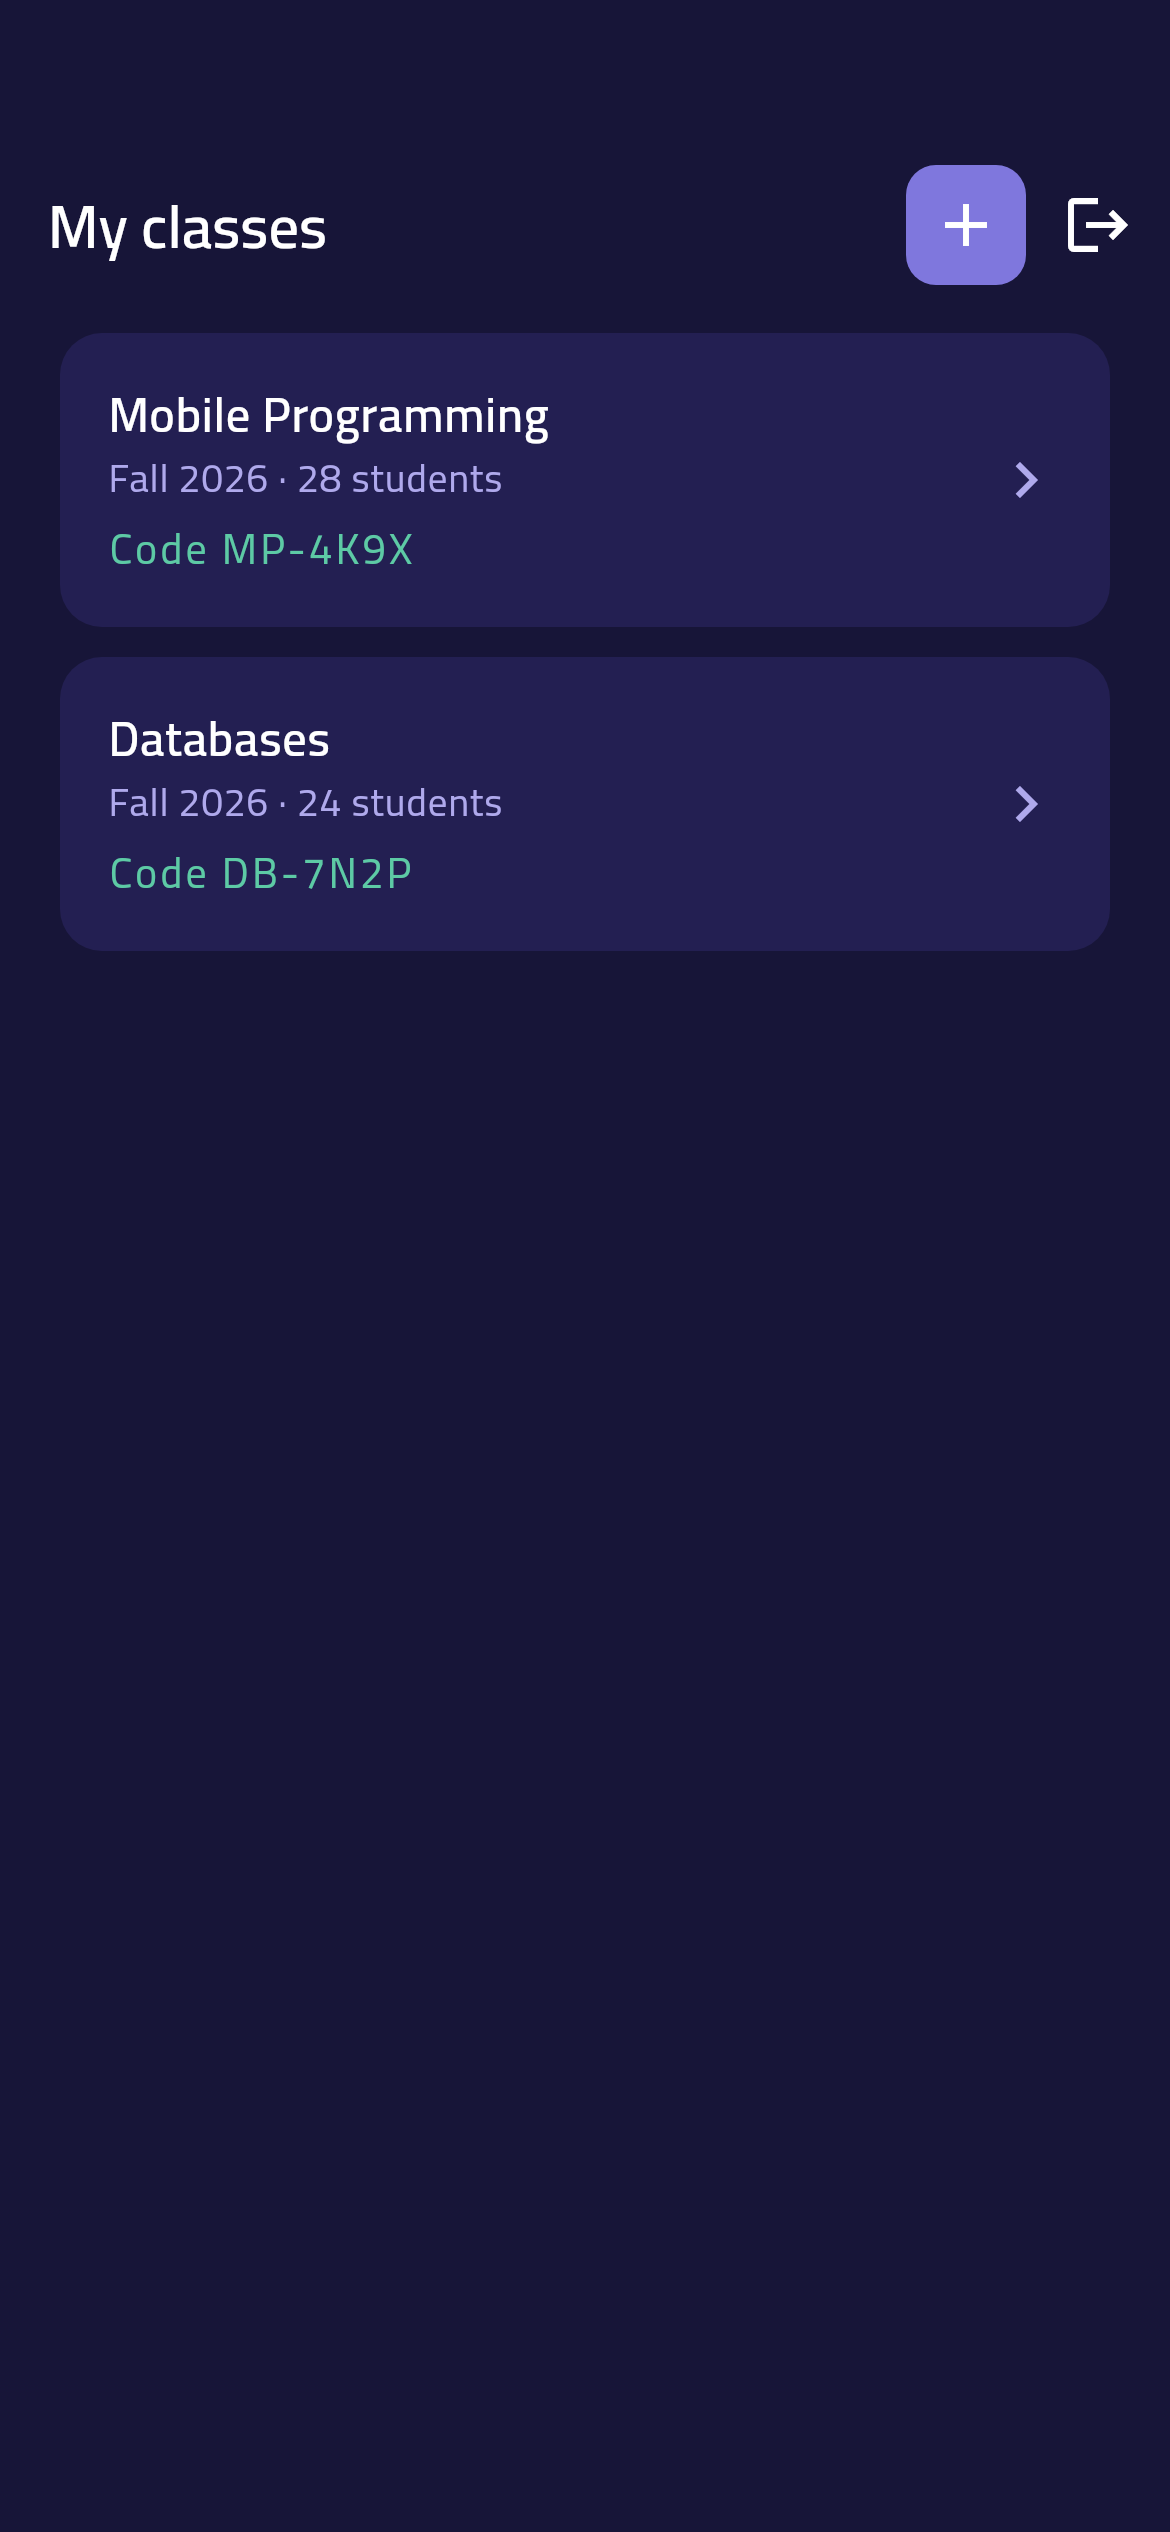 My classes
Mobile Programming
Fall 2026 · 28 students
Code MP-4K9X
Databases
Fall 2026 · 24 students
Code DB-7N2P